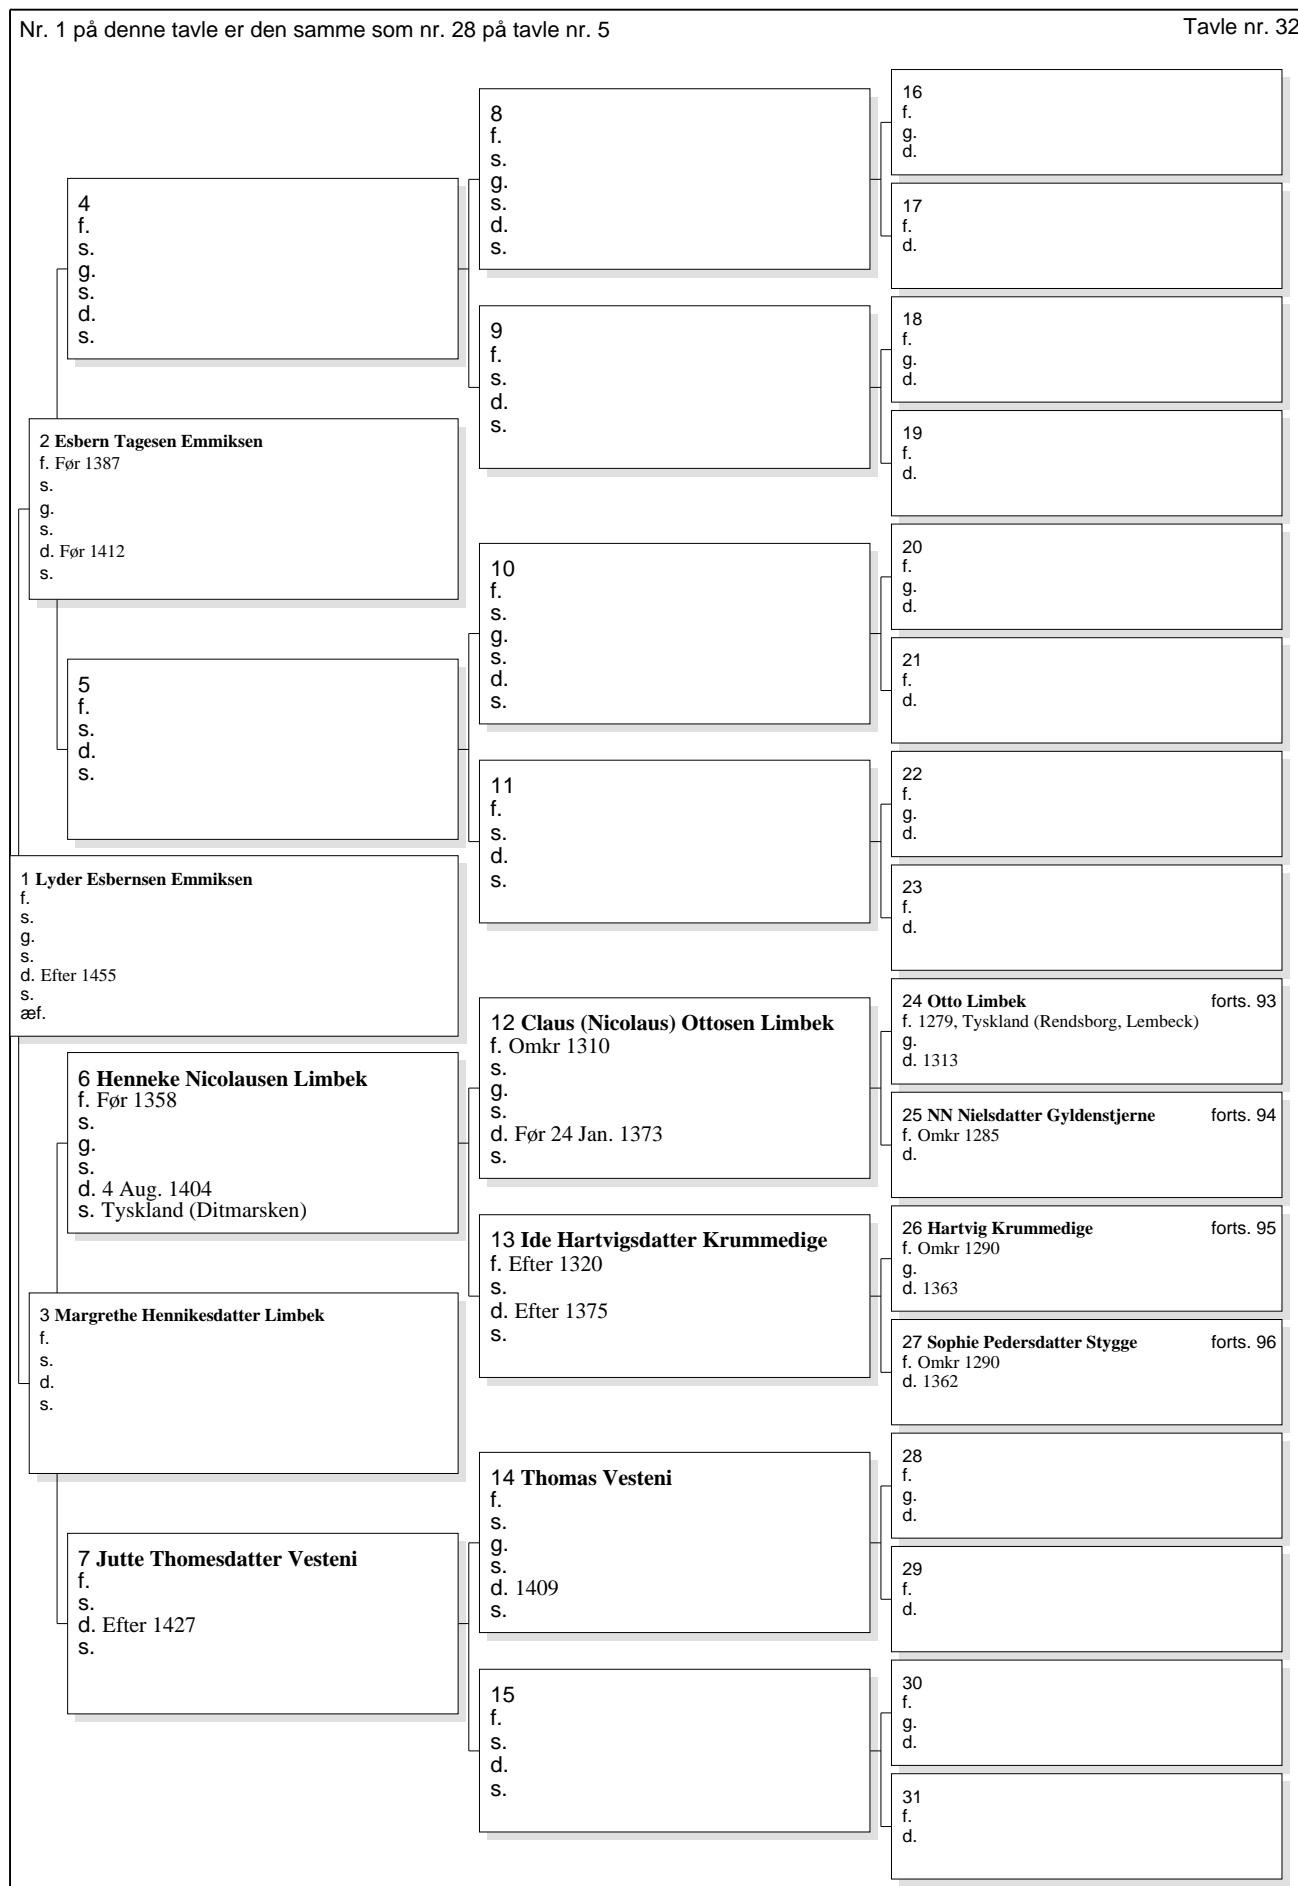 Nr. 1 på denne tavle er den samme som nr. 28 på tavle nr. 5
Tavle nr. 32
16
f.
g.
d.
8
f.
s.
g.
s.
d.
s.
17
f.
d.
4
f.
s.
g.
s.
d.
s.
18
f.
g.
d.
9
f.
s.
d.
s.
19
f.
d.
2 Esbern Tagesen Emmiksen
f. Før 1387
s.
g.
s.
d. Før 1412
s.
20
f.
g.
d.
10
f.
s.
g.
s.
d.
s.
21
f.
d.
5
f.
s.
d.
s.
22
f.
g.
d.
11
f.
s.
d.
s.
23
f.
d.
1 Lyder Esbernsen Emmiksen
f.
s.
g.
s.
d. Efter 1455
s.
æf.
24 Otto Limbek forts. 93
f. 1279, Tyskland (Rendsborg, Lembeck)
g.
d. 1313
12 Claus (Nicolaus) Ottosen Limbek
f. Omkr 1310
s.
g.
s.
d. Før 24 Jan. 1373
s.
25 NN Nielsdatter Gyldenstjerne forts. 94
f. Omkr 1285
d.
6 Henneke Nicolausen Limbek
f. Før 1358
s.
g.
s.
d. 4 Aug. 1404
s. Tyskland (Ditmarsken)
26 Hartvig Krummedige forts. 95
f. Omkr 1290
g.
d. 1363
13 Ide Hartvigsdatter Krummedige
f. Efter 1320
s.
d. Efter 1375
s.
27 Sophie Pedersdatter Stygge forts. 96
f. Omkr 1290
d. 1362
3 Margrethe Hennikesdatter Limbek
f.
s.
d.
s.
28
f.
g.
d.
14 Thomas Vesteni
f.
s.
g.
s.
d. 1409
s.
29
f.
d.
7 Jutte Thomesdatter Vesteni
f.
s.
d. Efter 1427
s.
30
f.
g.
d.
15
f.
s.
d.
s.
31
f.
d.